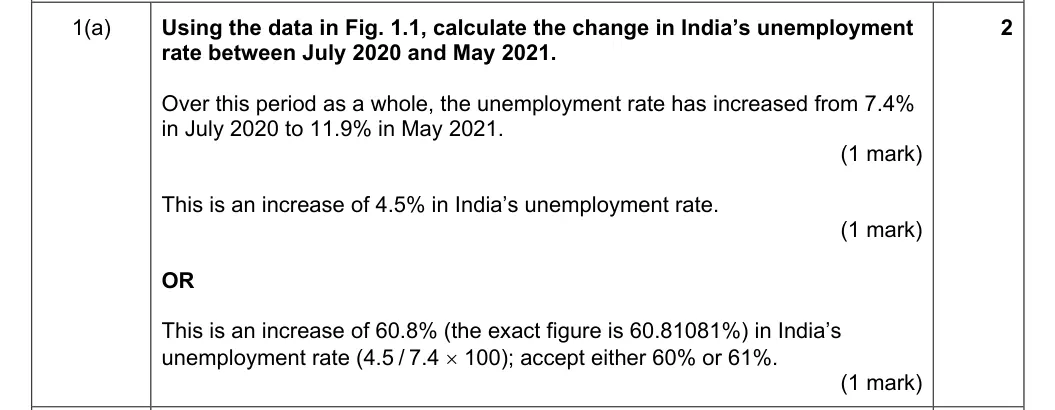 1(a)
Using the data in Fig. 1.1, calculate the change in India’s unemployment
rate between July 2020 and May 2021.
2
Over this period as a whole, the unemployment rate has increased from 7.4%
in July 2020 to 11.9% in May 2021.
(1 mark)
This is an increase of 4.5% in India’s unemployment rate.
(1 mark)
OR
This is an increase of 60.8% (the exact figure is 60.81081%) in India’s
unemployment rate (4.5 / 7.4 × 100); accept either 60% or 61%.
(1 mark)